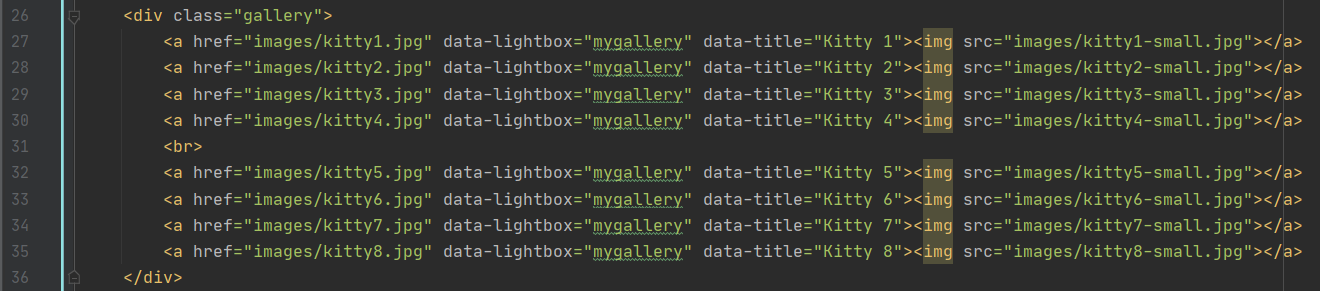 26 <div class="gallery">
27 <a href="images/kitty1.jpg" data-lightbox="mygallery" data-title="Kitty 1"><img src="images/kitty1-small.jpg"></a>
28 <a href="images/kitty2.jpg" data-lightbox="mygallery" data-title="Kitty 2"><img src="images/kitty2-small.jpg"></a>
29 <a href="images/kitty3.jpg" data-lightbox="mygallery" data-title="Kitty 3"><img src="images/kitty3-small.jpg"></a>
30 <a href="images/kitty4.jpg" data-lightbox="mygallery" data-title="Kitty 4"><img src="images/kitty4-small.jpg"></a>
31 <br>
32 <a href="images/kitty5.jpg" data-lightbox="mygallery" data-title="Kitty 5"><img src="images/kitty5-small.jpg"></a>
33 <a href="images/kitty6.jpg" data-lightbox="mygallery" data-title="Kitty 6"><img src="images/kitty6-small.jpg"></a>
34 <a href="images/kitty7.jpg" data-lightbox="mygallery" data-title="Kitty 7"><img src="images/kitty7-small.jpg"></a>
35 <a href="images/kitty8.jpg" data-lightbox="mygallery" data-title="Kitty 8"><img src="images/kitty8-small.jpg"></a>
36 </div>